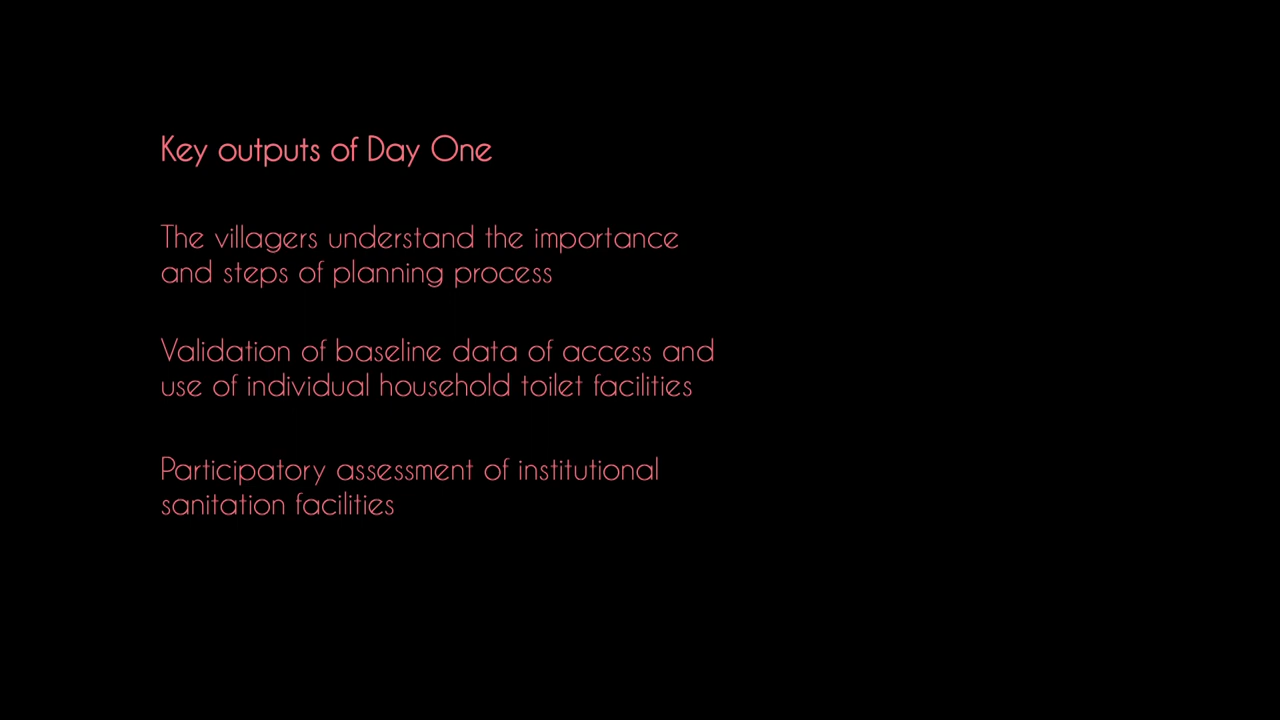 Key outputs of Day One
The villagers understand the importance
and steps of planning process
Validation of baseline data of access and
use of individual household toilet facilities
Participatory assessment of institutional
sanitation facilities